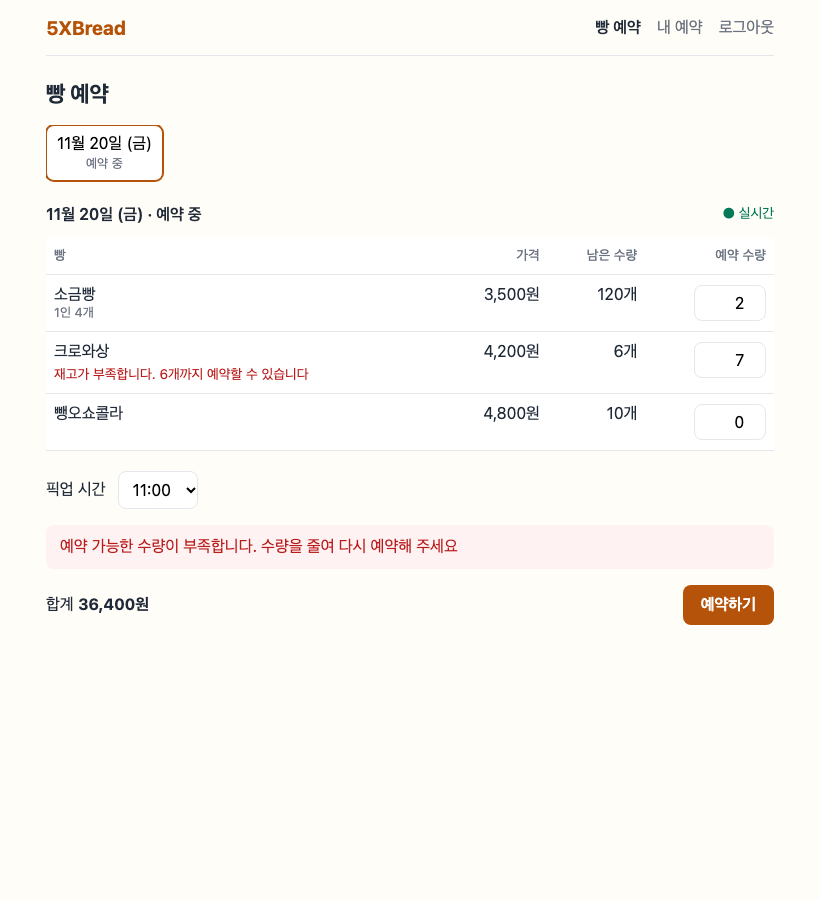 5XBread 빵 예약 내 예약 로그아웃
빵 예약
11월 20일 (금)
예약 중
11월 20일 (금) · 예약 중 ● 실시간
빵 가격 남은 수량 예약 수량
소금빵 3,500원 120개 2
1인 4개
크로와상 4,200원 6개 7
재고가 부족합니다. 6개까지 예약할 수 있습니다
뺑오쇼콜라 4,800원 10개 0
픽업 시간 11:00
예약 가능한 수량이 부족합니다. 수량을 줄여 다시 예약해 주세요
합계 36,400원 예약하기